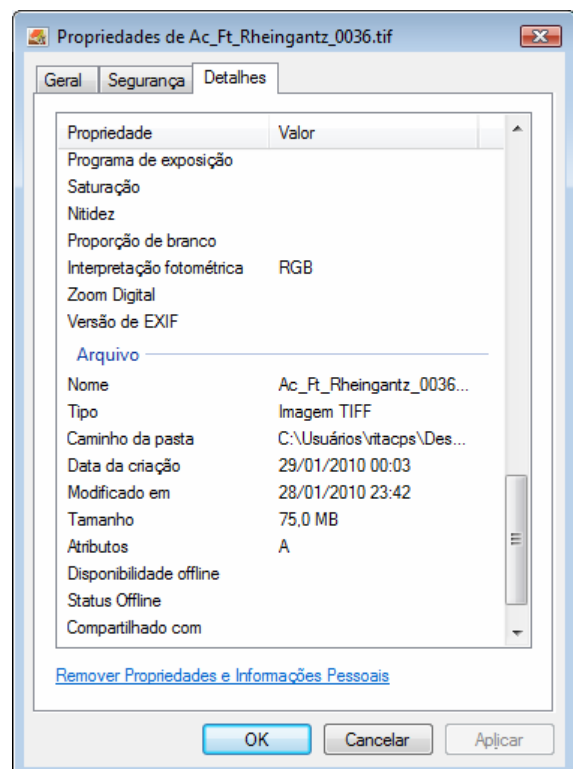 Propriedades de Ac_Ft_Rheingantz_0036.tif
Geral Segurança Detalhes
Propriedade Valor
Programa de exposição
Saturação
Nitidez
Proporção de branco
Interpretação fotométrica RGB
Zoom Digital
Versão de EXIF
Arquivo
Nome Ac_Ft_Rheingantz_0036...
Tipo Imagem TIFF
Caminho da pasta C:\Usuários\ritacps\Des...
Data da criação 29/01/2010 00:03
Modificado em 28/01/2010 23:42
Tamanho 75,0 MB
Atributos A
Disponibilidade offline
Status Offline
Compartilhado com
Remover Propriedades e Informações Pessoais
OK Cancelar Aplicar